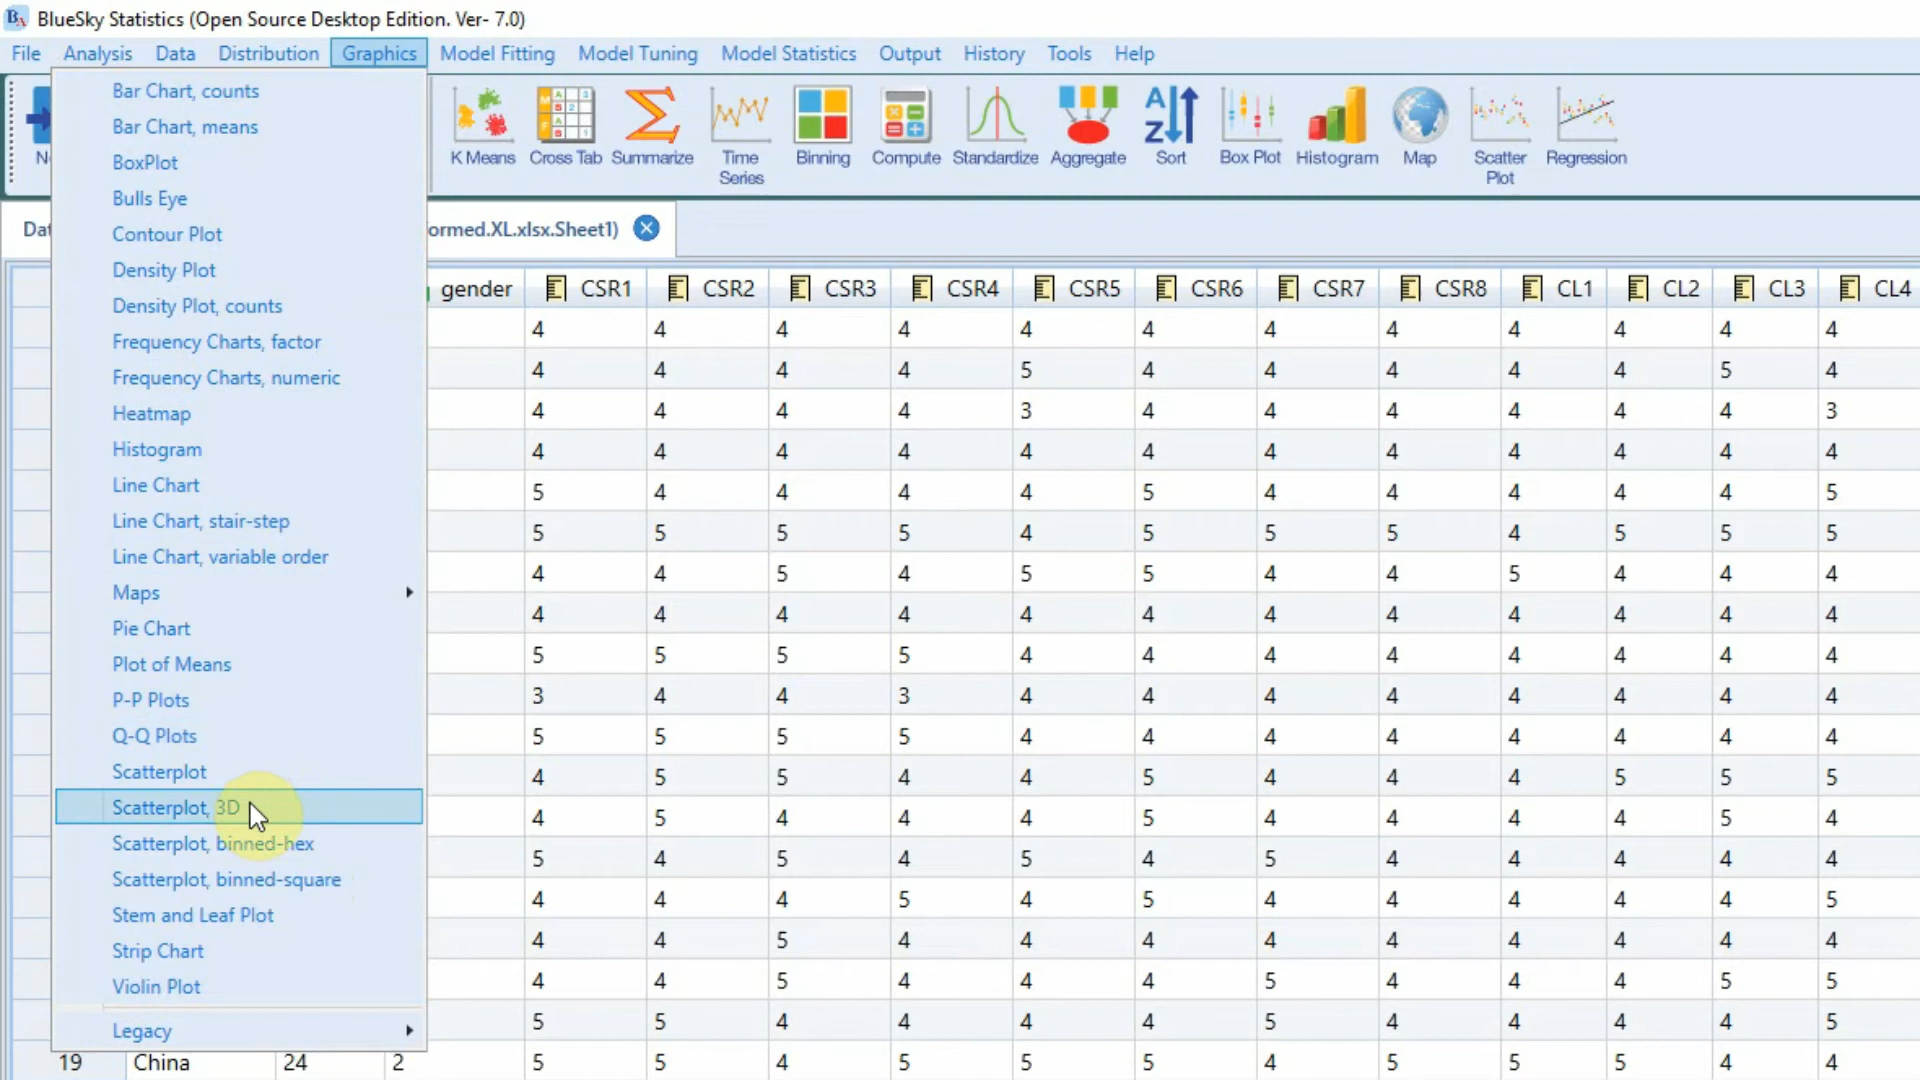 BlueSky Statistics (Open Source Desktop Edition. Ver- 7.0)
File Analysis Data Distribution Graphics Model Fitting Model Tuning Model Statistics Output History Tools Help
K Means Cross Tab Summarize Time Series Binning Compute Standardize Aggregate Sort Box Plot Histogram Map Scatter Plot Regression
ormed.XL.xlsx.Sheet1)
Bar Chart, counts
Bar Chart, means
BoxPlot
Bulls Eye
Contour Plot
Density Plot
Density Plot, counts
Frequency Charts, factor
Frequency Charts, numeric
Heatmap
Histogram
Line Chart
Line Chart, stair-step
Line Chart, variable order
Maps
Pie Chart
Plot of Means
P-P Plots
Q-Q Plots
Scatterplot
Scatterplot, 3D
Scatterplot, binned-hex
Scatterplot, binned-square
Stem and Leaf Plot
Strip Chart
Violin Plot
Legacy
gender CSR1 CSR2 CSR3 CSR4 CSR5 CSR6 CSR7 CSR8 CL1 CL2 CL3 CL4
4 4 4 4 4 4 4 4 4 4 4 4
4 4 4 4 5 4 4 4 4 4 5 4
4 4 4 4 3 4 4 4 4 4 4 3
4 4 4 4 4 4 4 4 4 4 4 4
5 4 4 4 4 5 4 4 4 4 4 5
5 5 5 5 4 5 5 5 4 5 5 5
4 4 5 4 5 5 4 4 5 4 4 4
4 4 4 4 4 4 4 4 4 4 4 4
5 5 5 5 4 4 4 4 4 4 4 4
3 4 4 3 4 4 4 4 4 4 4 4
5 5 5 5 4 4 4 4 4 4 4 4
4 5 5 4 4 5 4 4 4 5 5 5
4 5 4 4 4 5 4 4 4 4 5 4
5 4 5 4 5 4 5 4 4 4 4 4
4 4 4 5 4 5 4 4 4 4 4 5
4 4 5 4 4 4 4 4 4 4 4 4
4 4 5 4 4 4 5 4 4 4 5 5
5 5 4 4 4 4 5 4 4 4 4 5
19 China 24 2 5 5 4 5 5 5 4 5 5 5 4 4